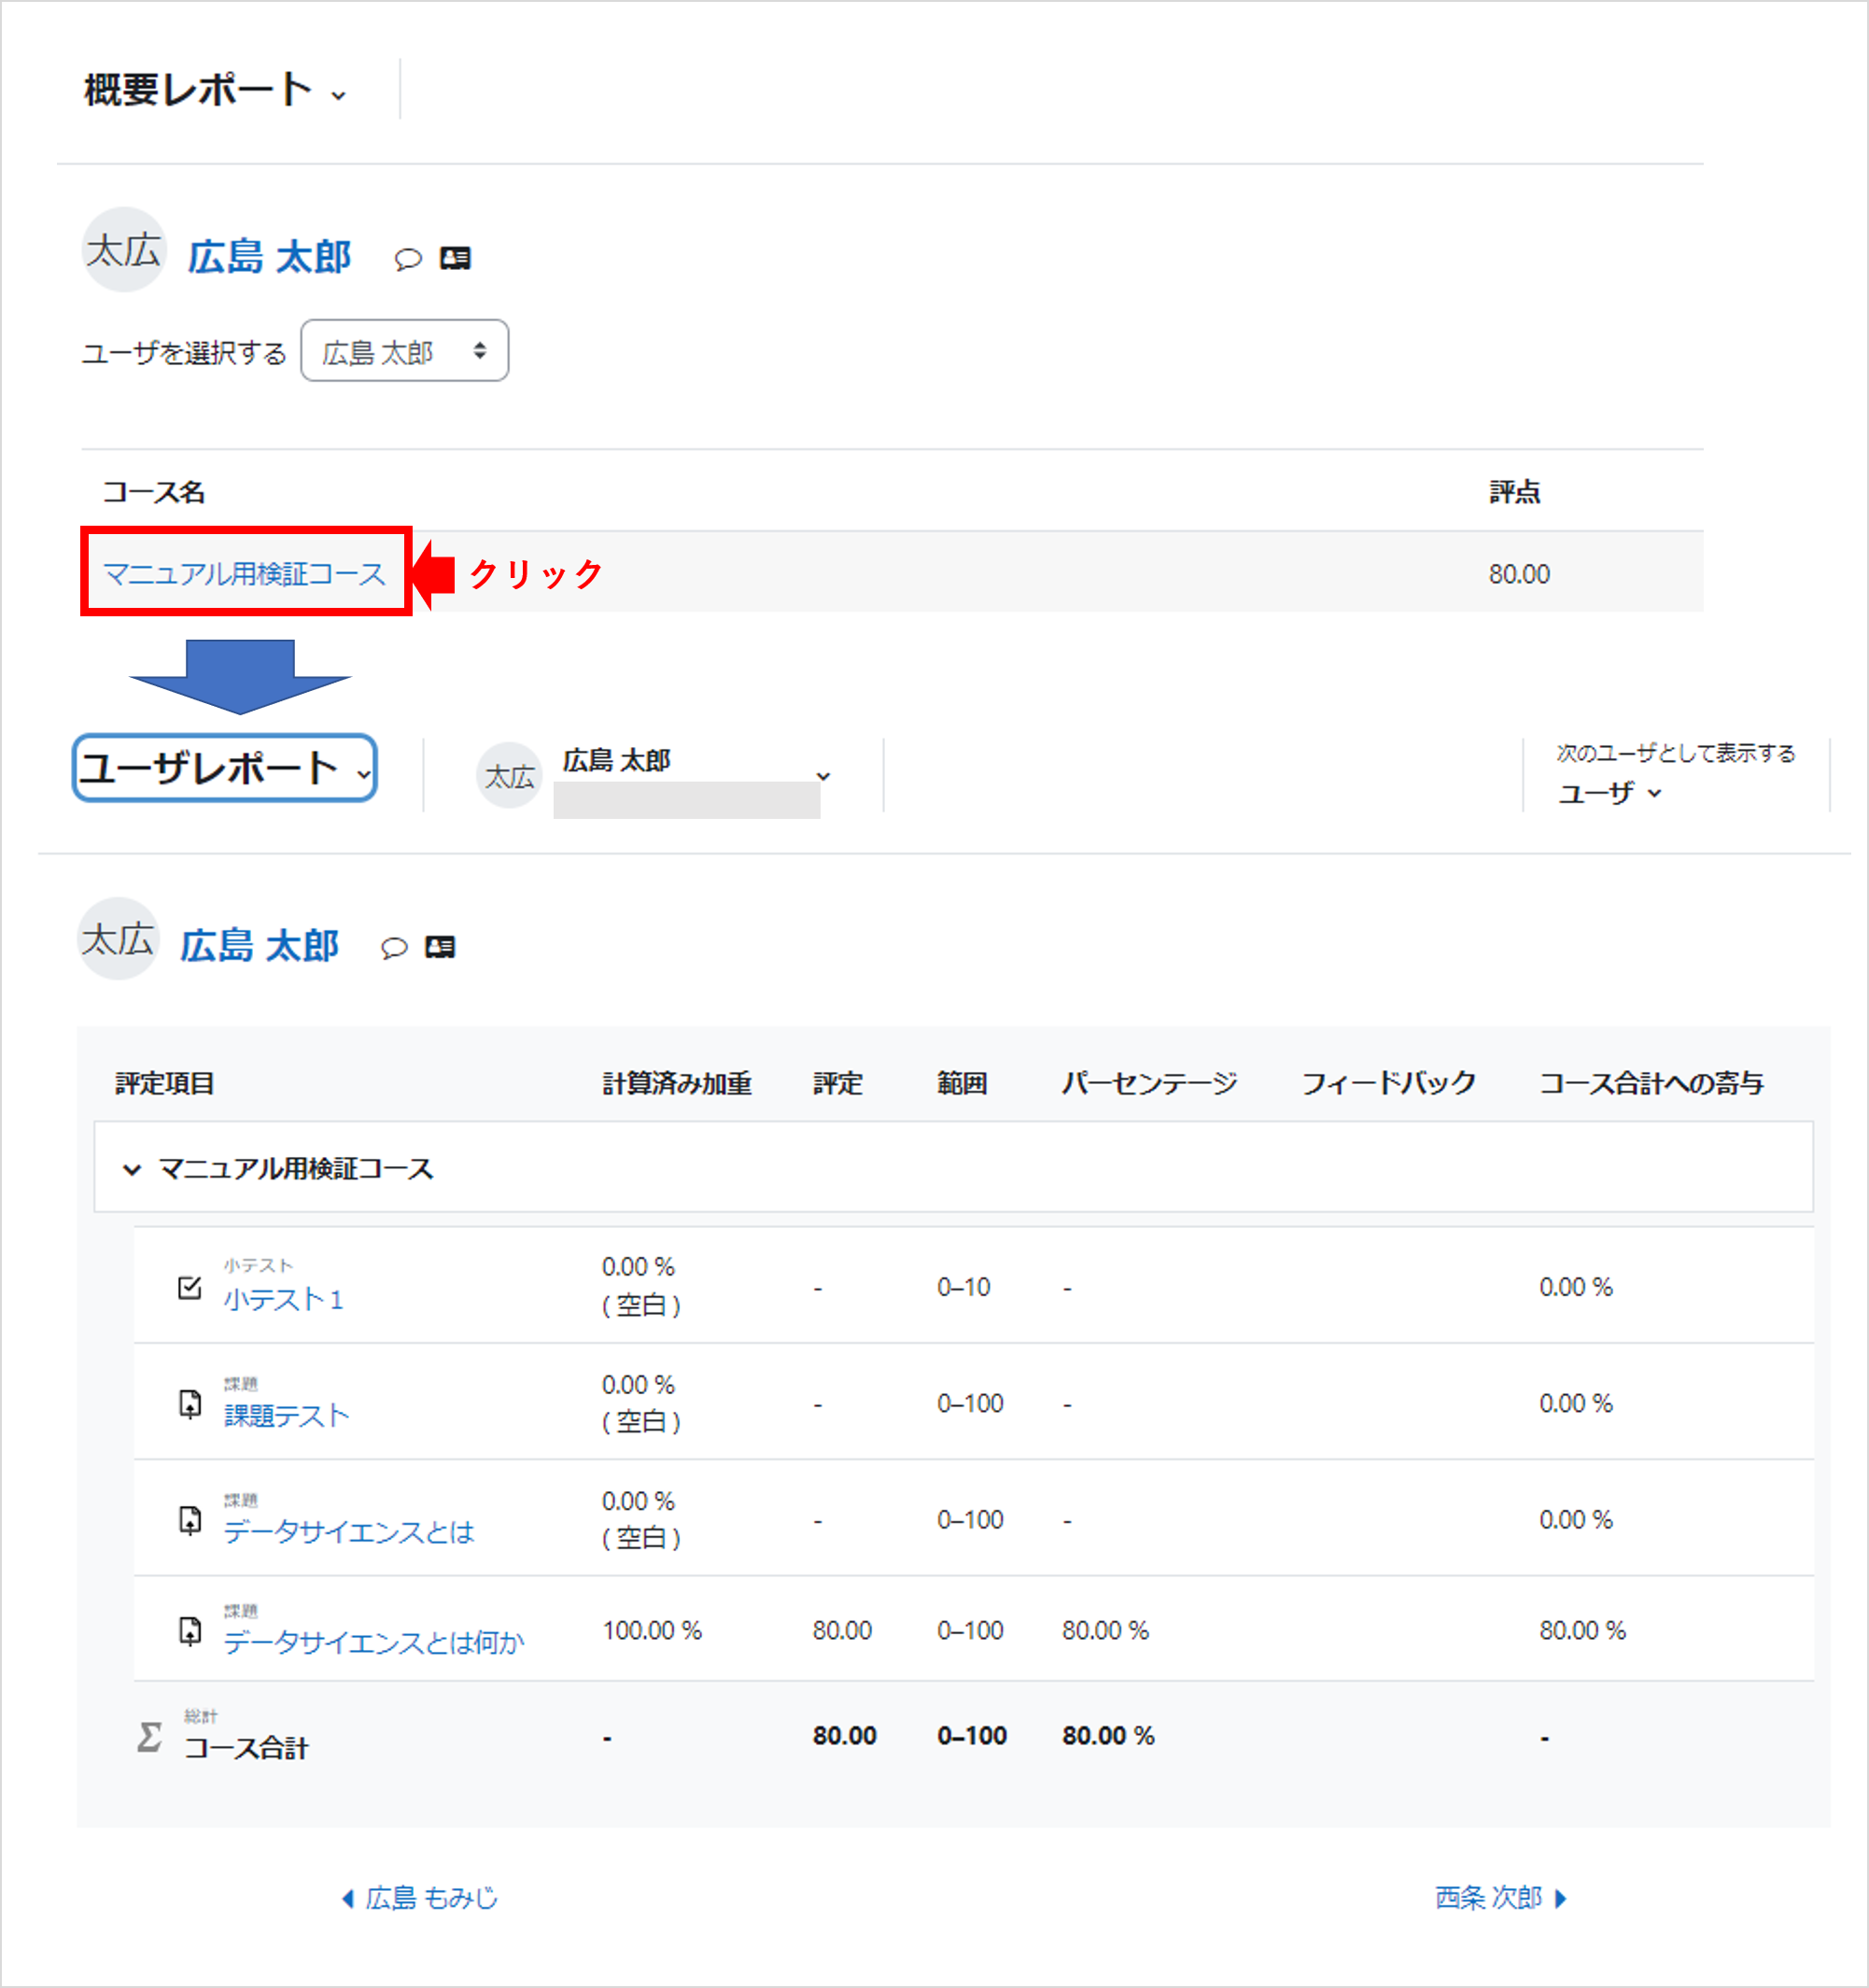 概要レポート
太広 広島 太郎
ユーザを選択する 広島 太郎
コース名 評点
マニュアル用検証コース クリック 80.00
ユーザレポート 太広 広島 太郎 次のユーザとして表示する
ユーザ
太広 広島 太郎
評定項目 計算済み加重 評定 範囲 パーセンテージ フィードバック コース合計への寄与
マニュアル用検証コース
小テスト
小テスト1 0.00 % - 0–10 - 0.00 %
( 空白 )
課題
課題テスト 0.00 % - 0–100 - 0.00 %
( 空白 )
課題
データサイエンスとは 0.00 % - 0–100 - 0.00 %
( 空白 )
課題
データサイエンスとは何か 100.00 % 80.00 0–100 80.00 % 80.00 %
総計
Σ コース合計 - 80.00 0–100 80.00 % -
広島 もみじ 西条 次郎